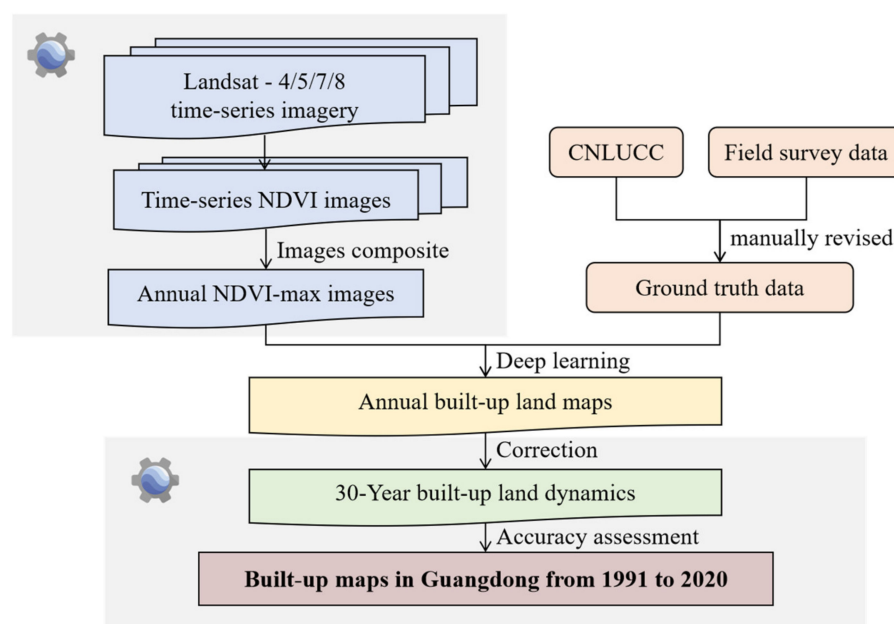 Landsat - 4/5/7/8
time-series imagery
CNLUCC
Field survey data
Time-series NDVI images
Images composite
manually revised
Annual NDVI-max images
Ground truth data
Deep learning
Annual built-up land maps
Correction
30-Year built-up land dynamics
Accuracy assessment
Built-up maps in Guangdong from 1991 to 2020